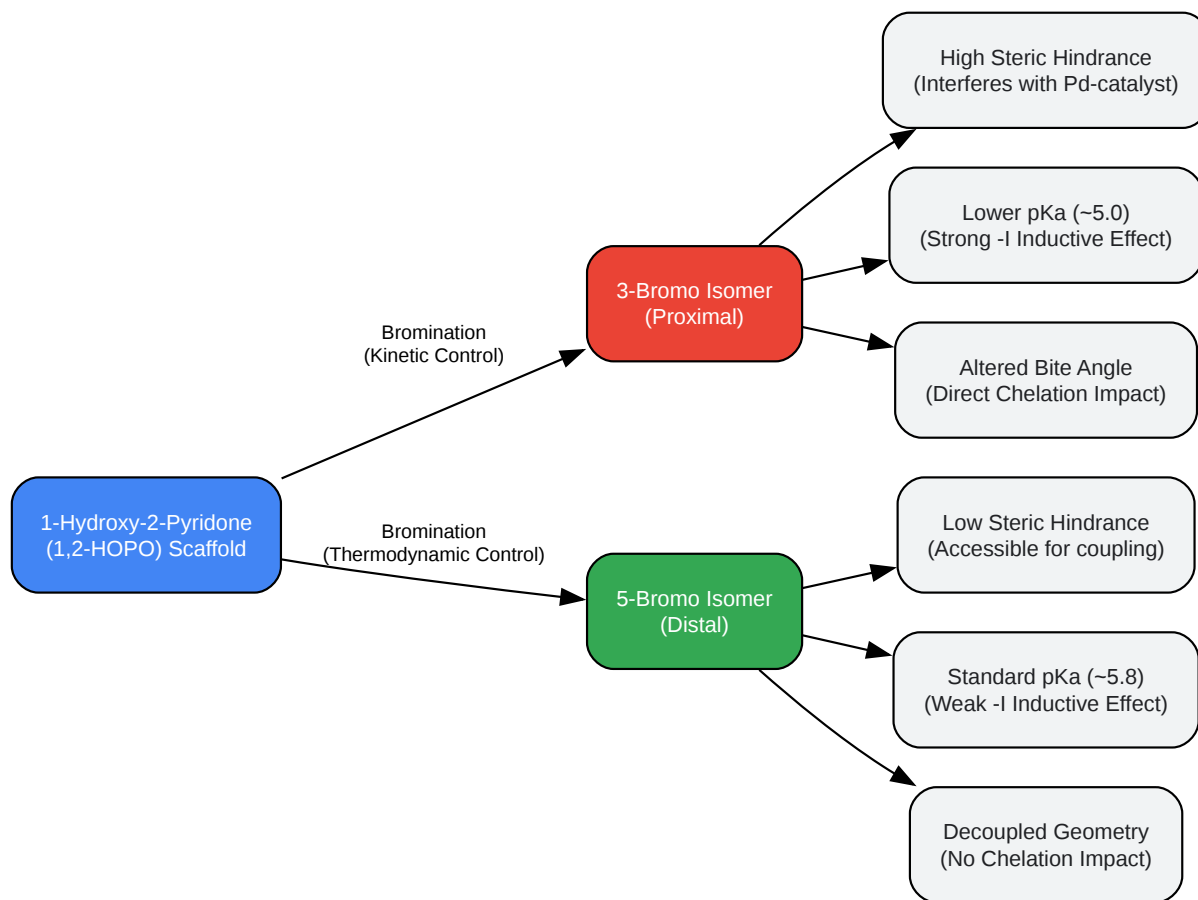 High Steric Hindrance
(Interferes with Pd-catalyst)
Lower pKa (~5.0)
(Strong -I Inductive Effect)
3-Bromo Isomer
(Proximal)
Bromination
(Kinetic Control)
Altered Bite Angle
(Direct Chelation Impact)
1-Hydroxy-2-Pyridone
(1,2-HOPO) Scaffold
Bromination
(Thermodynamic Control)
Low Steric Hindrance
(Accessible for coupling)
5-Bromo Isomer
(Distal)
Standard pKa (~5.8)
(Weak -I Inductive Effect)
Decoupled Geometry
(No Chelation Impact)